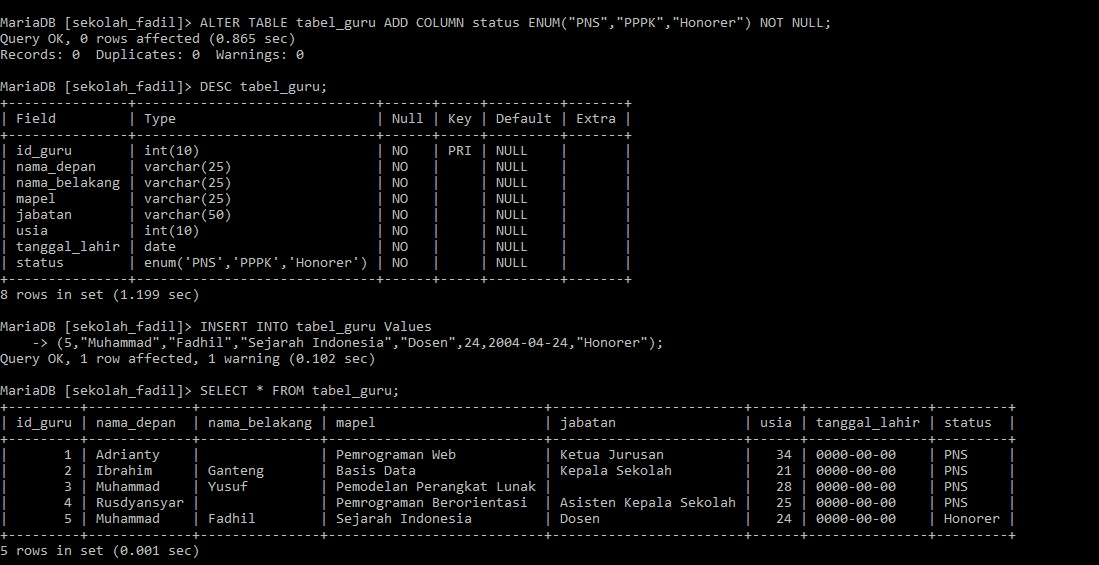 MariaDB [sekolah_fadil]> ALTER TABLE tabel_guru ADD COLUMN status ENUM("PNS","PPPK","Honorer") NOT NULL;
Query OK, 0 rows affected (0.865 sec)
Records: 0  Duplicates: 0  Warnings: 0
MariaDB [sekolah_fadil]> DESC tabel_guru;
+---------------+------------------------------+------+-----+---------+-------+
| Field         | Type                         | Null | Key | Default | Extra |
+---------------+------------------------------+------+-----+---------+-------+
| id_guru       | int(10)                      | NO   | PRI | NULL    |       |
| nama_depan    | varchar(25)                  | NO   |     | NULL    |       |
| nama_belakang | varchar(25)                  | NO   |     | NULL    |       |
| mapel         | varchar(25)                  | NO   |     | NULL    |       |
| jabatan       | varchar(50)                  | NO   |     | NULL    |       |
| usia          | int(10)                      | NO   |     | NULL    |       |
| tanggal_lahir | date                         | NO   |     | NULL    |       |
| status        | enum('PNS','PPPK','Honorer') | NO   |     | NULL    |       |
+---------------+------------------------------+------+-----+---------+-------+
8 rows in set (1.199 sec)
MariaDB [sekolah_fadil]> INSERT INTO tabel_guru Values
    -> (5,"Muhammad","Fadhil","Sejarah Indonesia","Dosen",24,2004-04-24,"Honorer");
Query OK, 1 row affected, 1 warning (0.102 sec)
MariaDB [sekolah_fadil]> SELECT * FROM tabel_guru;
+---------+------------+---------------+---------------------------+------------------------+------+---------------+---------+
| id_guru | nama_depan | nama_belakang | mapel                     | jabatan                | usia | tanggal_lahir | status  |
+---------+------------+---------------+---------------------------+------------------------+------+---------------+---------+
|       1 | Adrianty   |               | Pemrograman Web           | Ketua Jurusan          |   34 | 0000-00-00    | PNS     |
|       2 | Ibrahim    | Ganteng       | Basis Data                | Kepala Sekolah         |   21 | 0000-00-00    | PNS     |
|       3 | Muhammad   | Yusuf         | Pemodelan Perangkat Lunak |                        |   28 | 0000-00-00    | PNS     |
|       4 | Rusdyansyar |              | Pemrograman Berorientasi  | Asisten Kepala Sekolah |   25 | 0000-00-00    | PNS     |
|       5 | Muhammad   | Fadhil        | Sejarah Indonesia         | Dosen                  |   24 | 0000-00-00    | Honorer |
+---------+------------+---------------+---------------------------+------------------------+------+---------------+---------+
5 rows in set (0.001 sec)